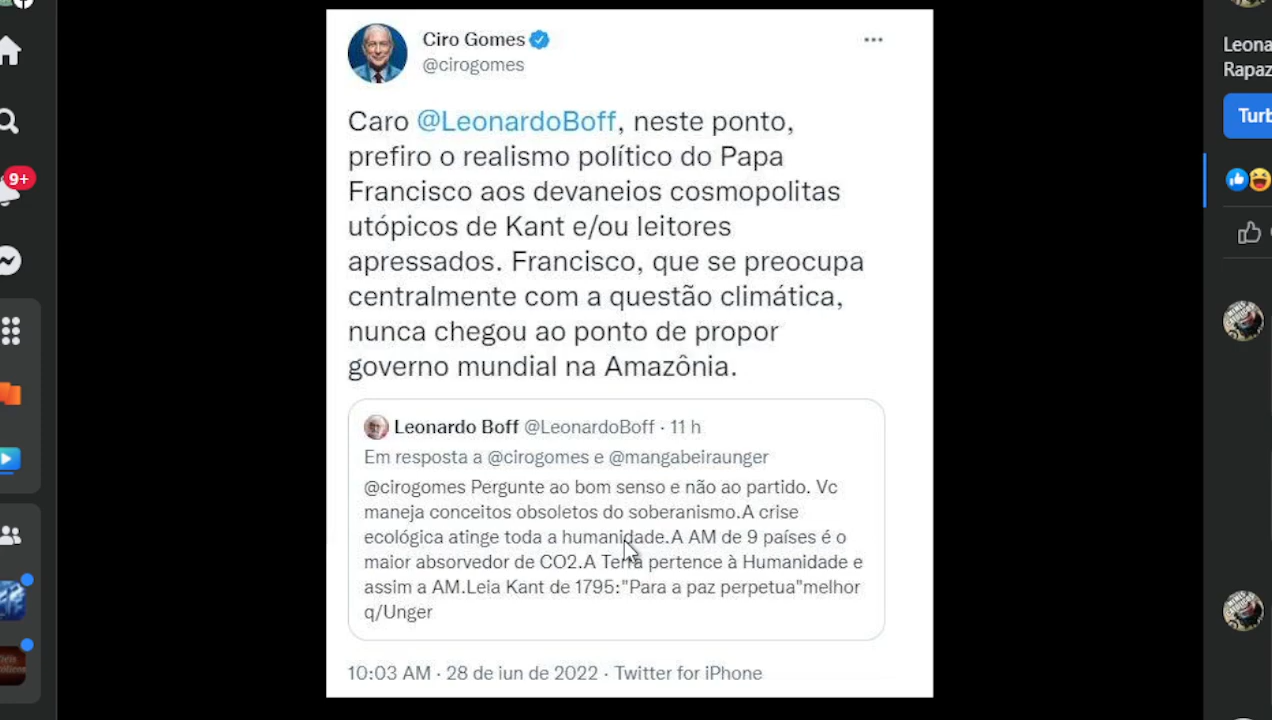 Ciro Gomes
@cirogomes
Caro @LeonardoBoff, neste ponto,
prefiro o realismo político do Papa
Francisco aos devaneios cosmopolitas
utópicos de Kant e/ou leitores
apressados. Francisco, que se preocupa
centralmente com a questão climática,
nunca chegou ao ponto de propor
governo mundial na Amazônia.
Leonardo Boff @LeonardoBoff · 11 h
Em resposta a @cirogomes e @mangabeiraunger
@cirogomes Pergunte ao bom senso e não ao partido. Vc
maneja conceitos obsoletos do soberanismo.A crise
ecológica atinge toda a humanidade.A AM de 9 países é o
maior absorvedor de CO2.A Terra pertence à Humanidade e
assim a AM.Leia Kant de 1795:"Para a paz perpetua"melhor
q/Unger
10:03 AM · 28 de jun de 2022 · Twitter for iPhone
9+
Leona
Rapaz
Turb